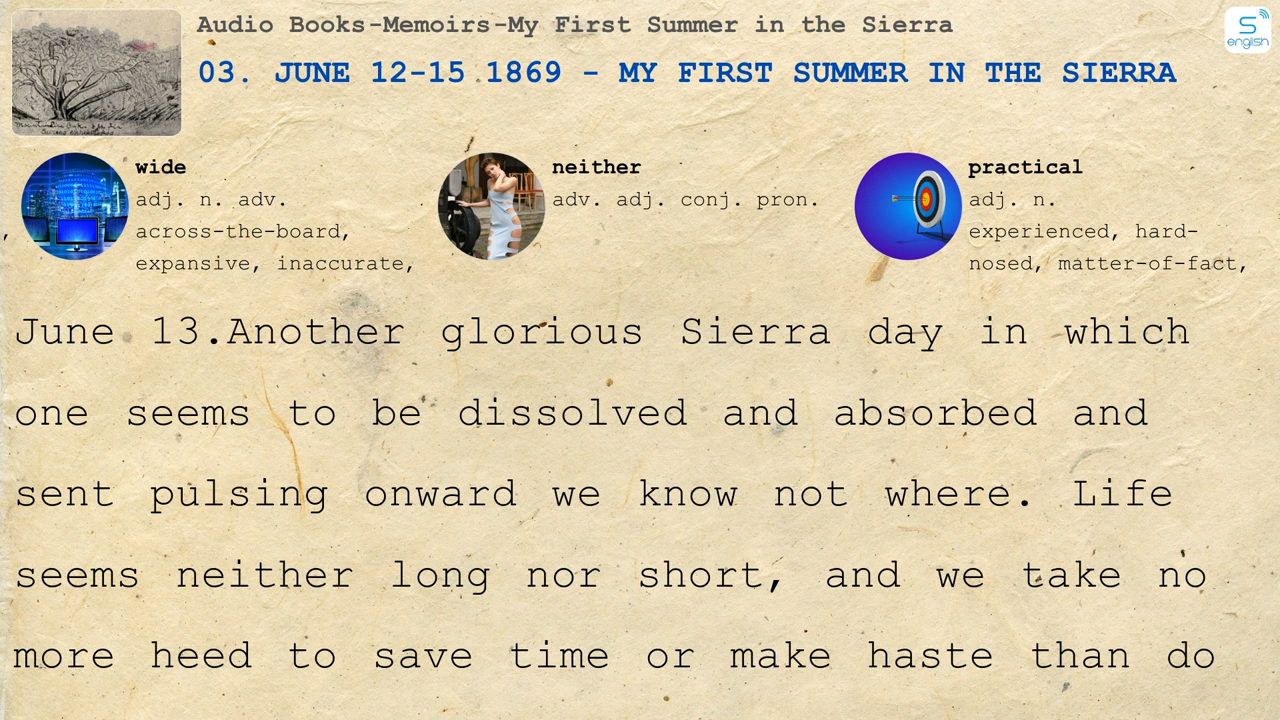 Audio Books-Memoirs-My First Summer in the Sierra
03. JUNE 12-15 1869 - MY FIRST SUMMER IN THE SIERRA
S
english
wide
adj. n. adv.
across-the-board,
expansive, inaccurate,
neither
adv. adj. conj. pron.
practical
adj. n.
experienced, hard-
nosed, matter-of-fact,
June 13.Another glorious Sierra day in which
one seems to be dissolved and absorbed and
sent pulsing onward we know not where. Life
seems neither long nor short, and we take no
more heed to save time or make haste than do